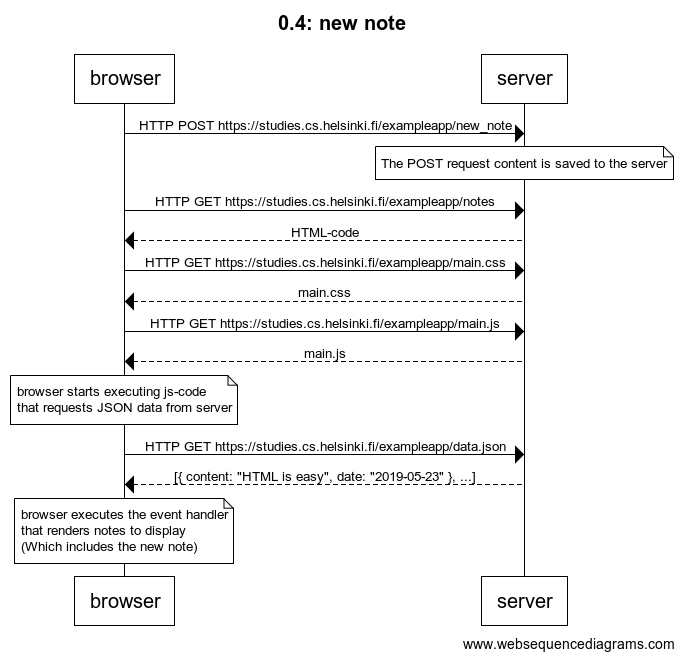 0.4: new note
browser
server
HTTP POST https://studies.cs.helsinki.fi/exampleapp/new_note
The POST request content is saved to the server
HTTP GET https://studies.cs.helsinki.fi/exampleapp/notes
HTML-code
HTTP GET https://studies.cs.helsinki.fi/exampleapp/main.css
main.css
HTTP GET https://studies.cs.helsinki.fi/exampleapp/main.js
main.js
browser starts executing js-code
that requests JSON data from server
HTTP GET https://studies.cs.helsinki.fi/exampleapp/data.json
[{ content: "HTML is easy", date: "2019-05-23" }, ...]
browser executes the event handler
that renders notes to display
(Which includes the new note)
browser
server
www.websequencediagrams.com